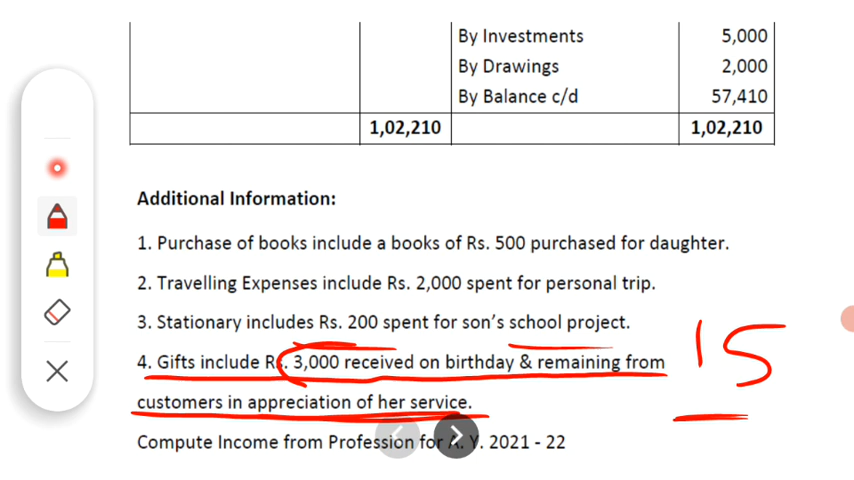 By Investments 5,000
By Drawings 2,000
By Balance c/d 57,410
1,02,210 1,02,210
Additional Information:
1. Purchase of books include a books of Rs. 500 purchased for daughter.
2. Travelling Expenses include Rs. 2,000 spent for personal trip.
3. Stationary includes Rs. 200 spent for son's school project.
4. Gifts include Rs. 3,000 received on birthday & remaining from
customers in appreciation of her service.
15
Compute Income from Profession for A. Y. 2021 - 22